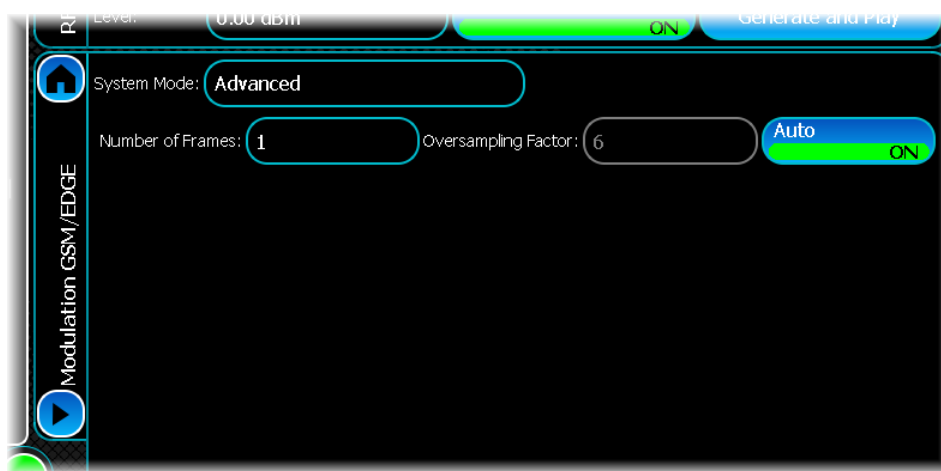 RF
Level: 0.00 dBm
ON
Generate and Play
System Mode: Advanced
Number of Frames: 1 Oversampling Factor: 6 Auto
ON
Modulation GSM/EDGE